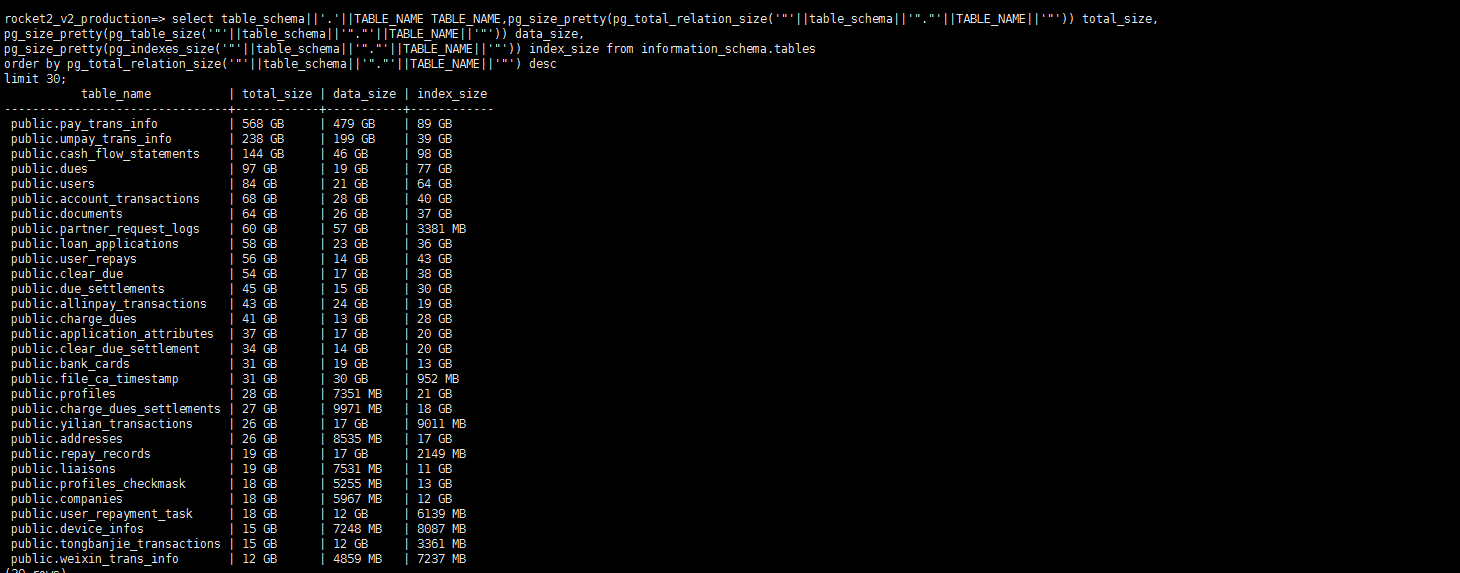 rocket2_v2_production=> select table_schema||'.'||TABLE_NAME TABLE_NAME,pg_size_pretty(pg_total_relation_size('"'||table_schema||'"."'||TABLE_NAME||'"')) total_size,
pg_size_pretty(pg_table_size('"'||table_schema||'"."'||TABLE_NAME||'"')) data_size,
pg_size_pretty(pg_indexes_size('"'||table_schema||'"."'||TABLE_NAME||'"')) index_size from information_schema.tables
order by pg_total_relation_size('"'||table_schema||'"."'||TABLE_NAME||'"') desc
limit 30;
          table_name           | total_size | data_size | index_size
-------------------------------+------------+-----------+------------
 public.pay_trans_info         | 568 GB     | 479 GB    | 89 GB
 public.umpay_trans_info       | 238 GB     | 199 GB    | 39 GB
 public.cash_flow_statements   | 144 GB     | 46 GB     | 98 GB
 public.dues                   | 97 GB      | 19 GB     | 77 GB
 public.users                  | 84 GB      | 21 GB     | 64 GB
 public.account_transactions   | 68 GB      | 28 GB     | 40 GB
 public.documents              | 64 GB      | 26 GB     | 37 GB
 public.partner_request_logs   | 60 GB      | 57 GB     | 3381 MB
 public.loan_applications      | 58 GB      | 23 GB     | 36 GB
 public.user_repays            | 56 GB      | 14 GB     | 43 GB
 public.clear_due              | 54 GB      | 17 GB     | 38 GB
 public.due_settlements        | 45 GB      | 15 GB     | 30 GB
 public.allinpay_transactions  | 43 GB      | 24 GB     | 19 GB
 public.charge_dues            | 41 GB      | 13 GB     | 28 GB
 public.application_attributes | 37 GB      | 17 GB     | 20 GB
 public.clear_due_settlement   | 34 GB      | 14 GB     | 20 GB
 public.bank_cards             | 31 GB      | 19 GB     | 13 GB
 public.file_ca_timestamp      | 31 GB      | 30 GB     | 952 MB
 public.profiles               | 28 GB      | 7351 MB   | 21 GB
 public.charge_dues_settlements | 27 GB      | 9971 MB   | 18 GB
 public.yilian_transactions    | 26 GB      | 17 GB     | 9011 MB
 public.addresses              | 26 GB      | 8535 MB   | 17 GB
 public.repay_records          | 19 GB      | 17 GB     | 2149 MB
 public.liaisons               | 19 GB      | 7531 MB   | 11 GB
 public.profiles_checkmask     | 18 GB      | 5255 MB   | 13 GB
 public.companies              | 18 GB      | 5967 MB   | 12 GB
 public.user_repayment_task    | 18 GB      | 12 GB     | 6139 MB
 public.device_infos           | 15 GB      | 7248 MB   | 8087 MB
 public.tongbanjie_transactions | 15 GB      | 12 GB     | 3361 MB
 public.weixin_trans_info      | 12 GB      | 4859 MB   | 7237 MB
(30 rows)